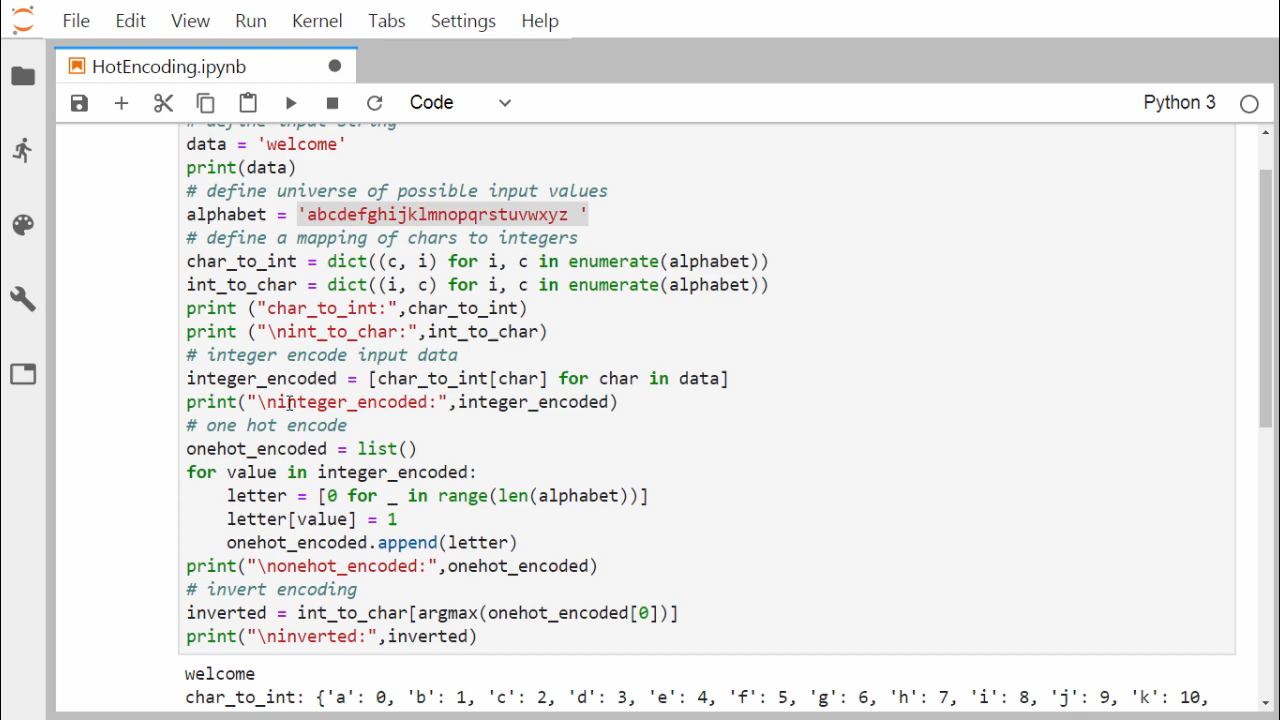 File Edit View Run Kernel Tabs Settings Help
HotEncoding.ipynb
Code Python 3
# define input string
data = 'welcome'
print(data)
# define universe of possible input values
alphabet = 'abcdefghijklmnopqrstuvwxyz '
# define a mapping of chars to integers
char_to_int = dict((c, i) for i, c in enumerate(alphabet))
int_to_char = dict((i, c) for i, c in enumerate(alphabet))
print ("char_to_int:",char_to_int)
print ("\nint_to_char:",int_to_char)
# integer encode input data
integer_encoded = [char_to_int[char] for char in data]
print("\ninteger_encoded:",integer_encoded)
# one hot encode
onehot_encoded = list()
for value in integer_encoded:
    letter = [0 for _ in range(len(alphabet))]
    letter[value] = 1
    onehot_encoded.append(letter)
print("\nonehot_encoded:",onehot_encoded)
# invert encoding
inverted = int_to_char[argmax(onehot_encoded[0])]
print("\ninverted:",inverted)
welcome
char_to_int: {'a': 0, 'b': 1, 'c': 2, 'd': 3, 'e': 4, 'f': 5, 'g': 6, 'h': 7, 'i': 8, 'j': 9, 'k': 10,